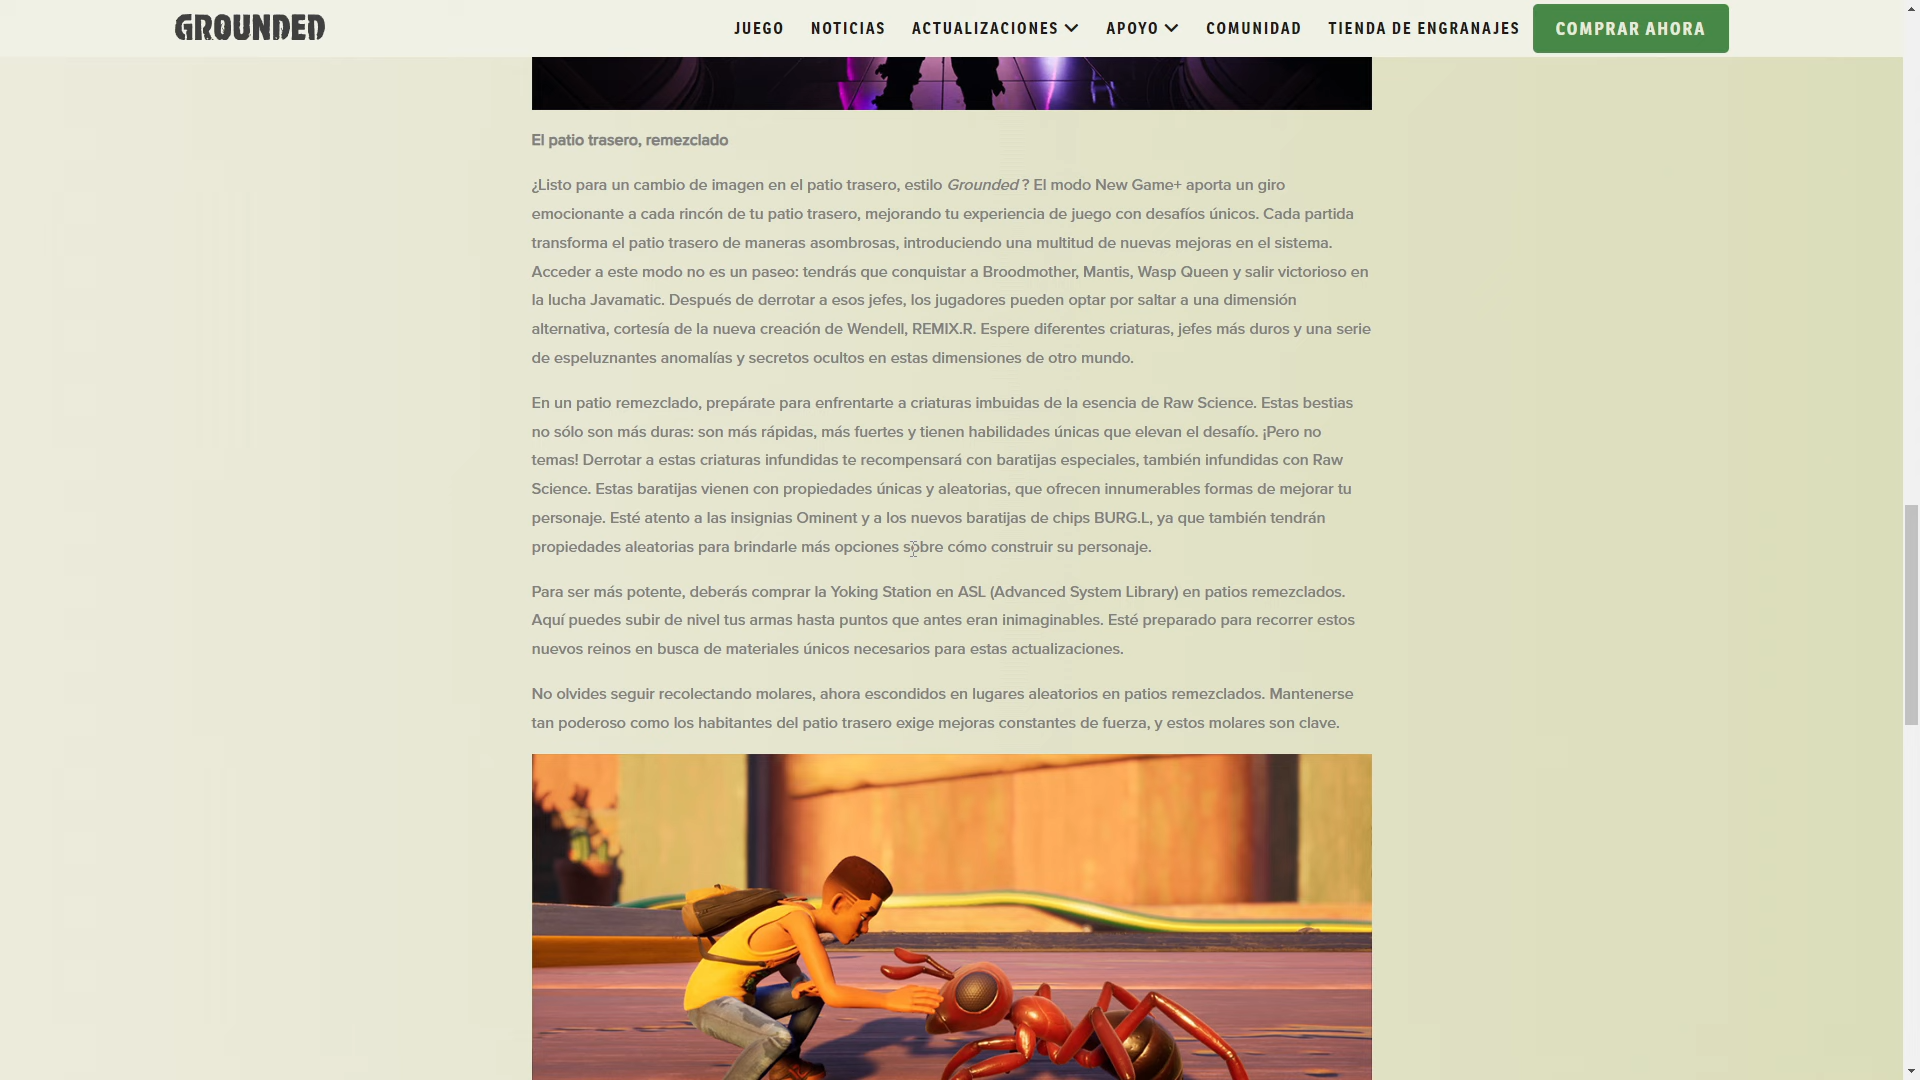 GROUNDED
JUEGO NOTICIAS ACTUALIZACIONES APOYO COMUNIDAD TIENDA DE ENGRANAJES COMPRAR AHORA
El patio trasero, remezclado
¿Listo para un cambio de imagen en el patio trasero, estilo Grounded ? El modo New Game+ aporta un giro
emocionante a cada rincón de tu patio trasero, mejorando tu experiencia de juego con desafíos únicos. Cada partida
transforma el patio trasero de maneras asombrosas, introduciendo una multitud de nuevas mejoras en el sistema.
Acceder a este modo no es un paseo: tendrás que conquistar a Broodmother, Mantis, Wasp Queen y salir victorioso en
la lucha Javamatic. Después de derrotar a esos jefes, los jugadores pueden optar por saltar a una dimensión
alternativa, cortesía de la nueva creación de Wendell, REMIX.R. Espere diferentes criaturas, jefes más duros y una serie
de espeluznantes anomalías y secretos ocultos en estas dimensiones de otro mundo.
En un patio remezclado, prepárate para enfrentarte a criaturas imbuidas de la esencia de Raw Science. Estas bestias
no sólo son más duras: son más rápidas, más fuertes y tienen habilidades únicas que elevan el desafío. ¡Pero no
temas! Derrotar a estas criaturas infundidas te recompensará con baratijas especiales, también infundidas con Raw
Science. Estas baratijas vienen con propiedades únicas y aleatorias, que ofrecen innumerables formas de mejorar tu
personaje. Esté atento a las insignias Ominent y a los nuevos baratijas de chips BURG.L, ya que también tendrán
propiedades aleatorias para brindarle más opciones sobre cómo construir su personaje.
Para ser más potente, deberás comprar la Yoking Station en ASL (Advanced System Library) en patios remezclados.
Aquí puedes subir de nivel tus armas hasta puntos que antes eran inimaginables. Esté preparado para recorrer estos
nuevos reinos en busca de materiales únicos necesarios para estas actualizaciones.
No olvides seguir recolectando molares, ahora escondidos en lugares aleatorios en patios remezclados. Mantenerse
tan poderoso como los habitantes del patio trasero exige mejoras constantes de fuerza, y estos molares son clave.